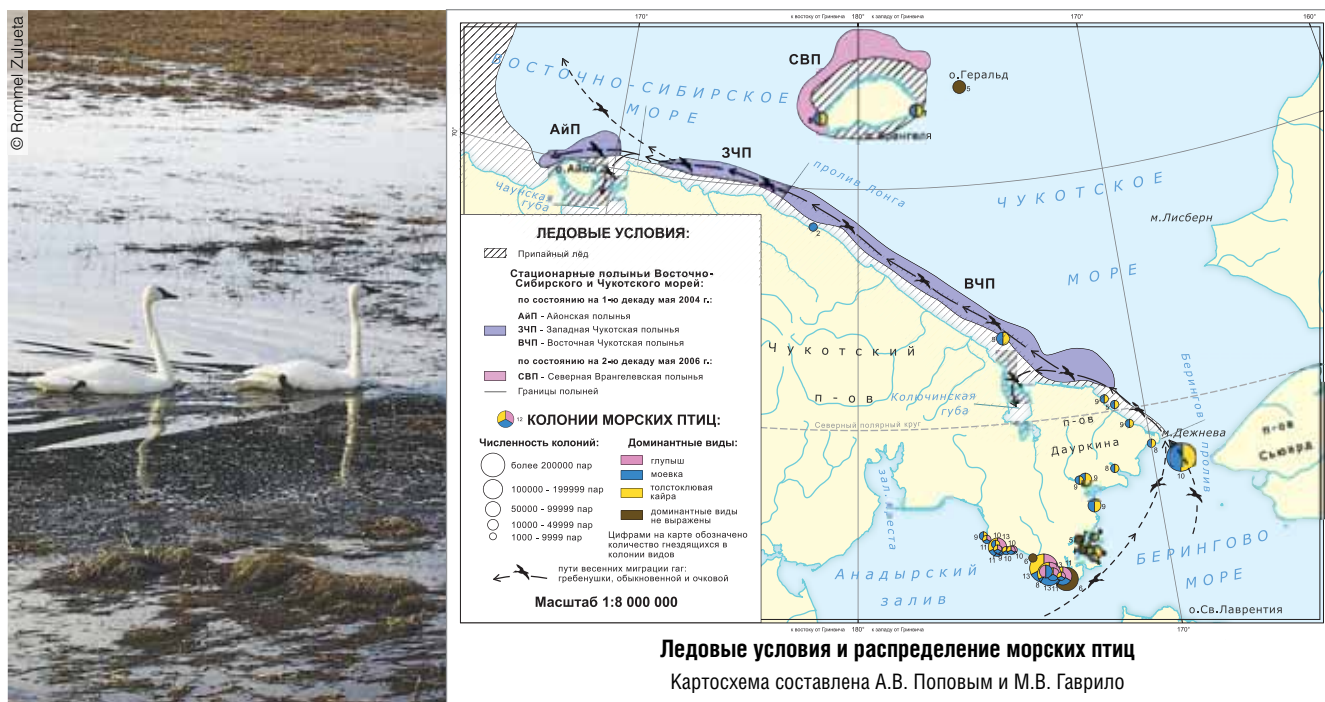 © Rommel Zulueta
170°
к востоку от Гринвича
180°
к западу от Гринвича
170°
160°
70°
ВОСТОЧНО-СИБИРСКОЕ
МОРЕ
СВП
о.Геральд
5
АйП
о. Айон
Чаунская
губа
ЗЧП
пролив Лонга
2
ЧУКОТСКОЕ
МОРЕ
м.Лисберн
ВЧП
8
Чукотский
п-ов
Колючинская
губа
Северный полярный круг
п-ов
Дауркина
Берингов
пролив
м.Дежнева
п-ов
Сьюард
зал. Креста
Анадырский
залив
БЕРИНГОВО
МОРЕ
о.Св.Лаврентия
ЛЕДОВЫЕ УСЛОВИЯ:
Припайный лёд
Стационарные полыньи Восточно-
Сибирского и Чукотского морей:
по состоянию на 1-ю декаду мая 2004 г.:
АйП - Айонская полынья
ЗЧП - Западная Чукотская полынья
ВЧП - Восточная Чукотская полынья
по состоянию на 2-ю декаду мая 2006 г.:
СВП - Северная Врангелевская полынья
Границы полыней
12 КОЛОНИИ МОРСКИХ ПТИЦ:
Численность колоний:
более 200000 пар
100000 - 199999 пар
50000 - 99999 пар
10000 - 49999 пар
1000 - 9999 пар
Доминантные виды:
глупыш
моевка
толстоклювая
кайра
доминантные виды
не выражены
Цифрами на карте обозначено
количество гнездящихся в
колонии видов
пути весенних миграции гаг:
гребенушки, обыкновенной и очковой
Масштаб 1:8 000 000
к востоку от Гринвича
180°
к западу от Гринвича
170°
Ледовые условия и распределение морских птиц
Картосхема составлена А.В. Поповым и М.В. Гаврило